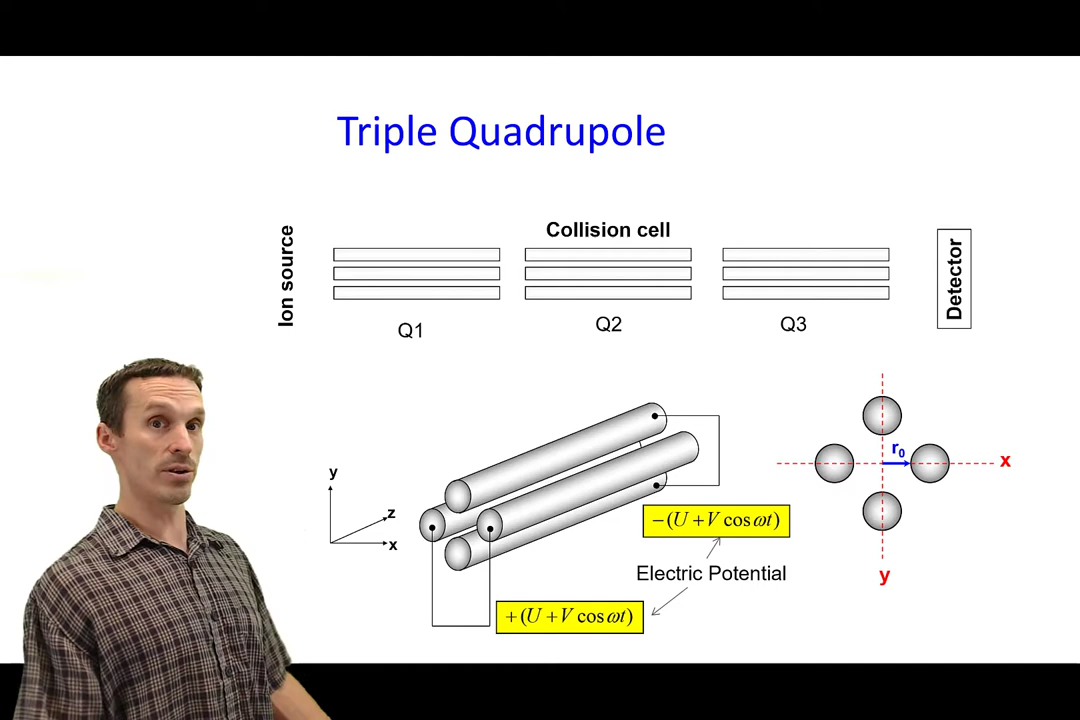 Triple Quadrupole
Ion source
Collision cell
Detector
Q1
Q2
Q3
y
z
x
r₀
x
y
−(U + V cos ωt)
Electric Potential
+(U + V cos ωt)